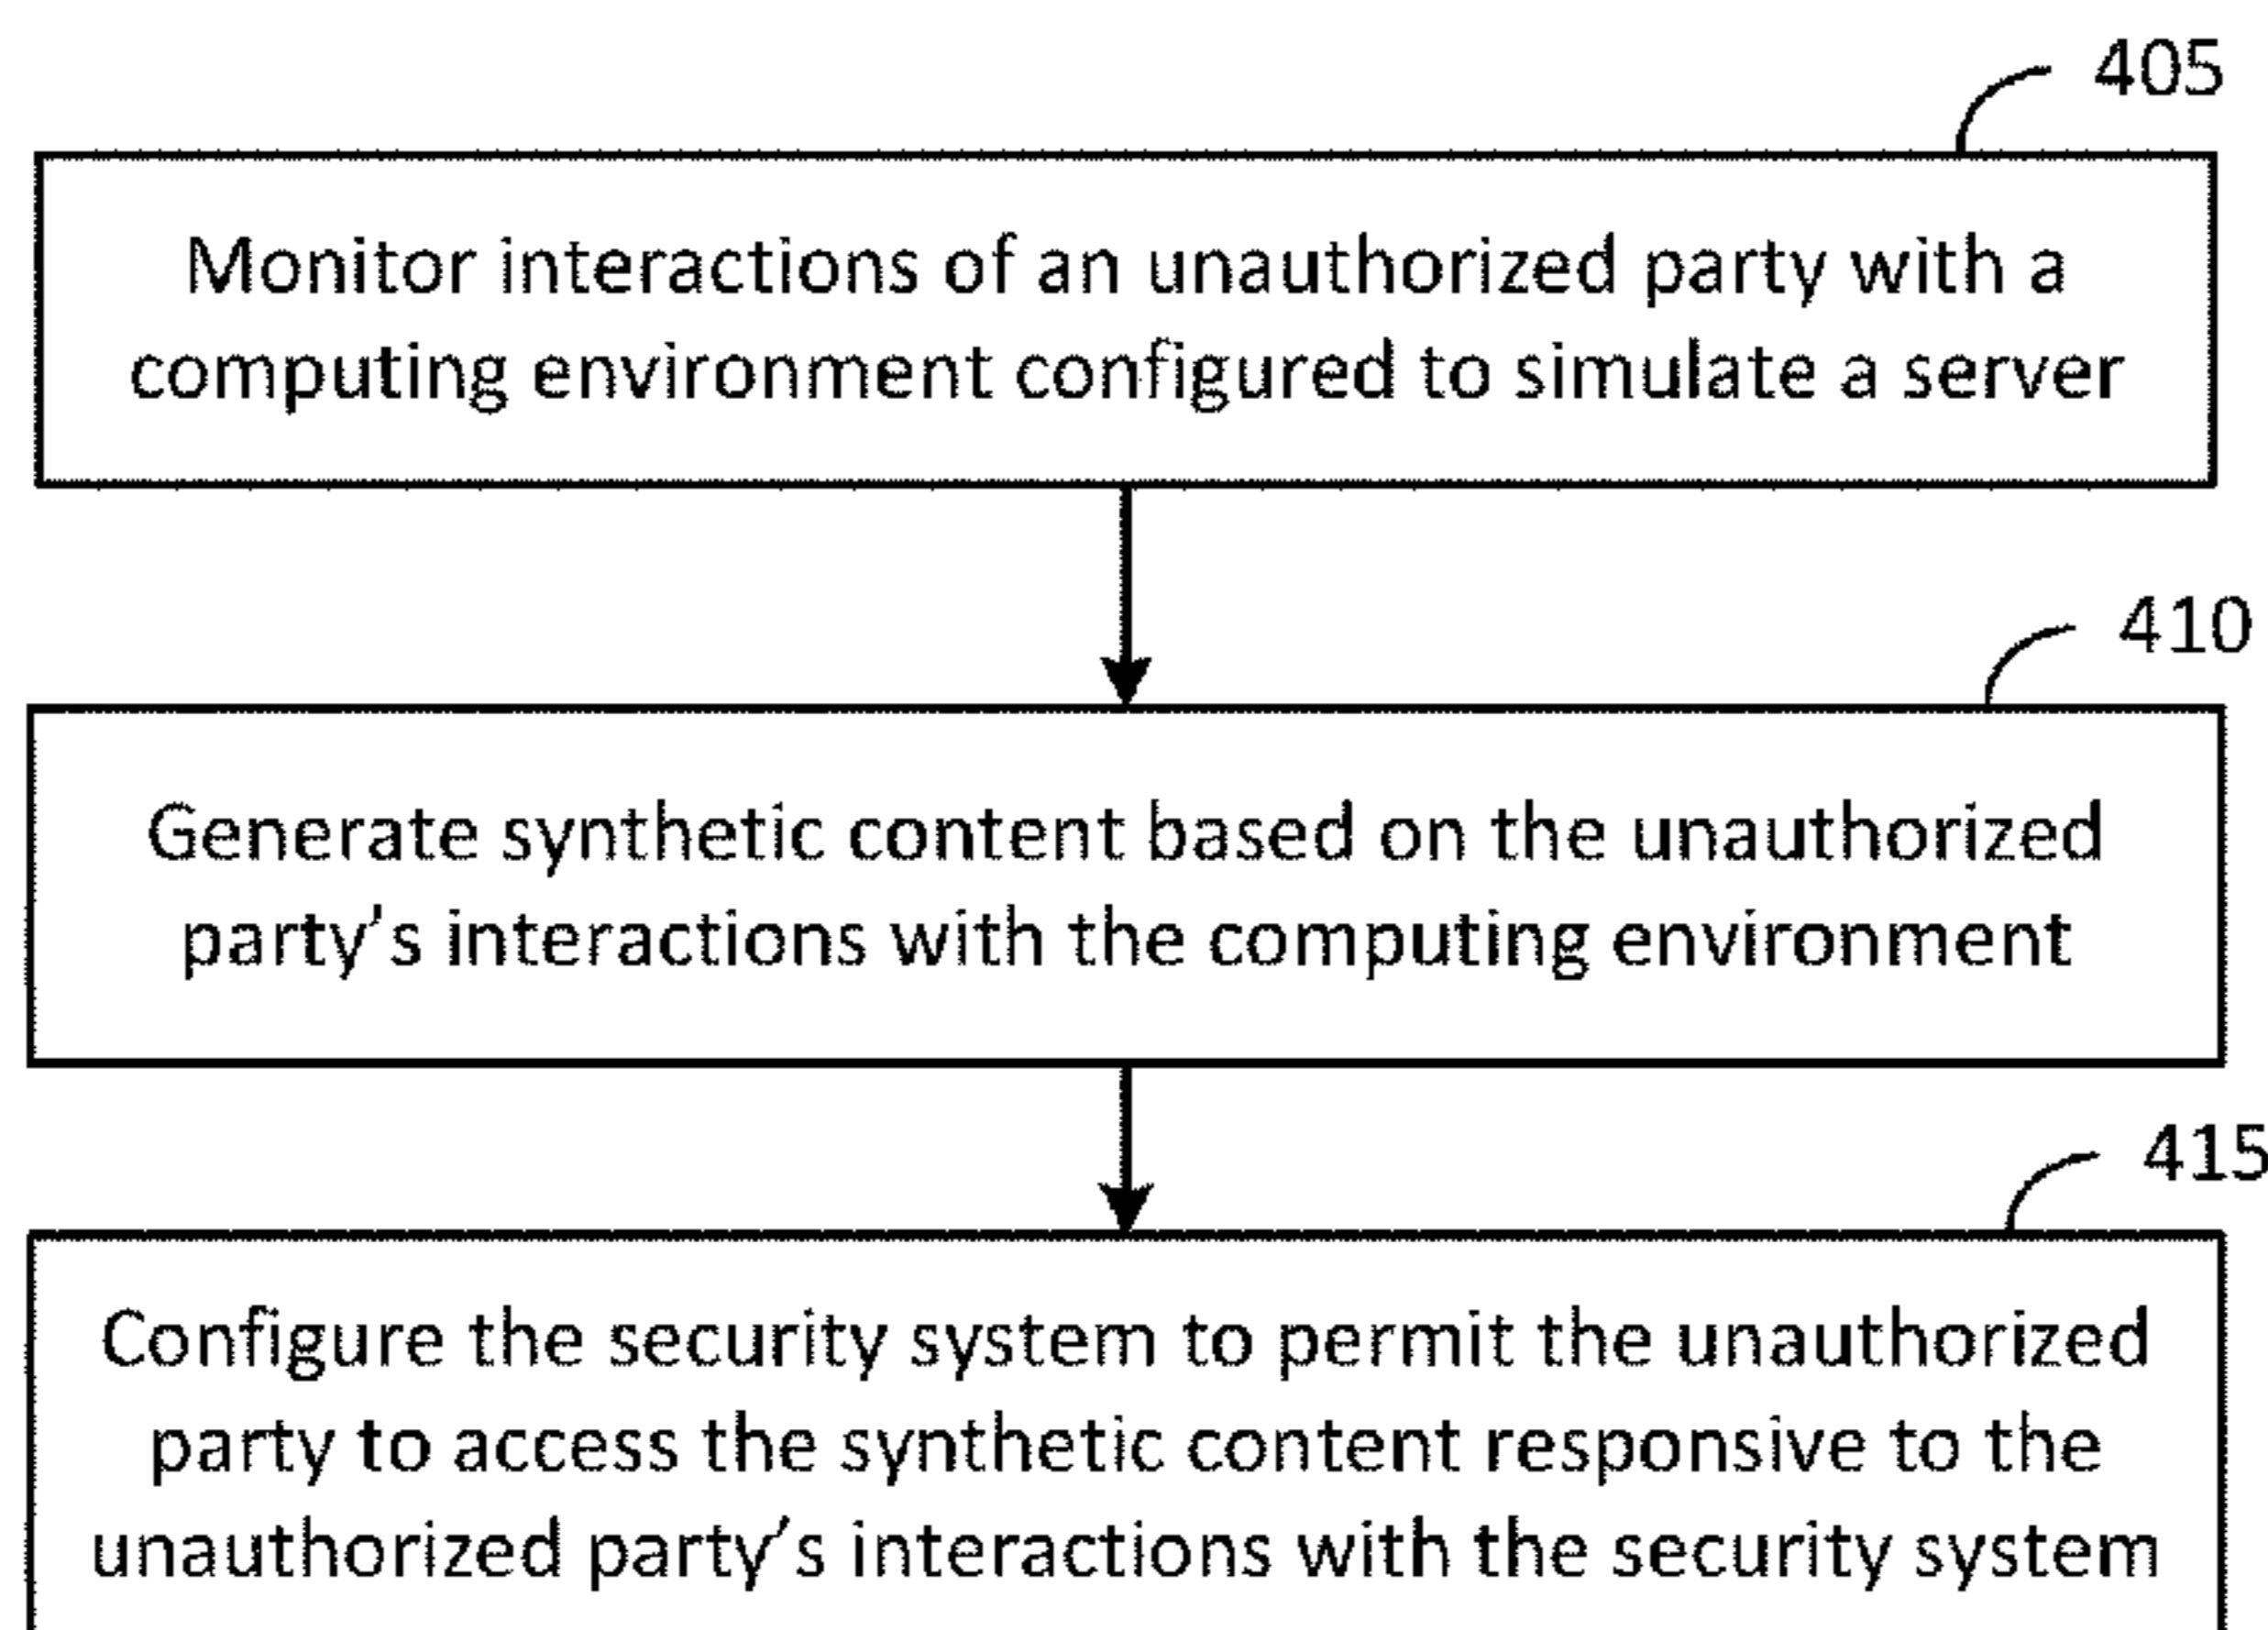 405
Monitor interactions of an unauthorized party with a
computing environment configured to simulate a server
410
Generate synthetic content based on the unauthorized
party's interactions with the computing environment
415
Configure the security system to permit the unauthorized
party to access the synthetic content responsive to the
unauthorized party's interactions with the security system